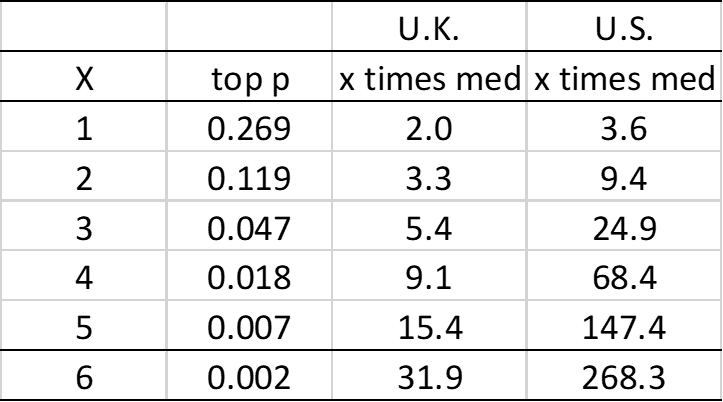 U.K. U.S.
X top p x times med x times med
1 0.269 2.0 3.6
2 0.119 3.3 9.4
3 0.047 5.4 24.9
4 0.018 9.1 68.4
5 0.007 15.4 147.4
6 0.002 31.9 268.3